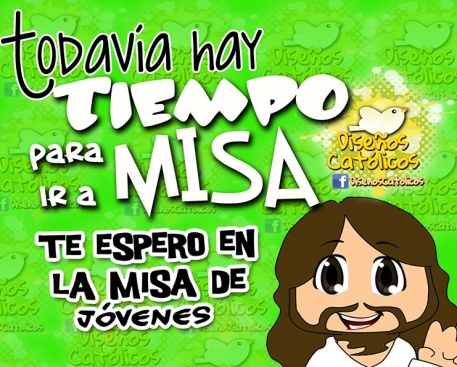 Todavía hay
TIEMPO
para
ir a MISA
Diseños
Católicos
f DiseñosCatólicos
TE ESPERO EN
LA MISA DE
JÓVENES